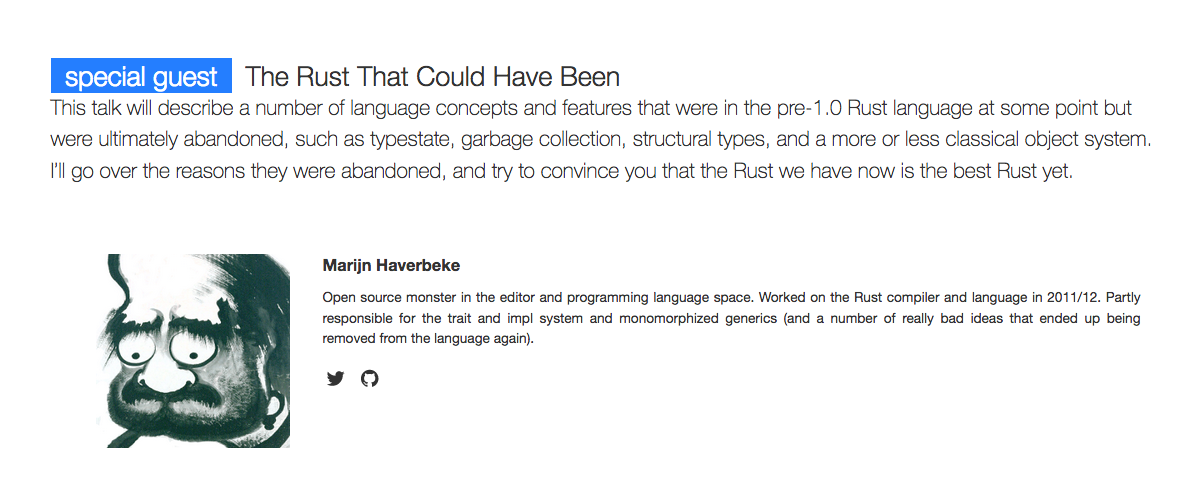 special guest The Rust That Could Have Been
This talk will describe a number of language concepts and features that were in the pre-1.0 Rust language at some point but
were ultimately abandoned, such as typestate, garbage collection, structural types, and a more or less classical object system.
I'll go over the reasons they were abandoned, and try to convince you that the Rust we have now is the best Rust yet.
Marijn Haverbeke
Open source monster in the editor and programming language space. Worked on the Rust compiler and language in 2011/12. Partly
responsible for the trait and impl system and monomorphized generics (and a number of really bad ideas that ended up being
removed from the language again).